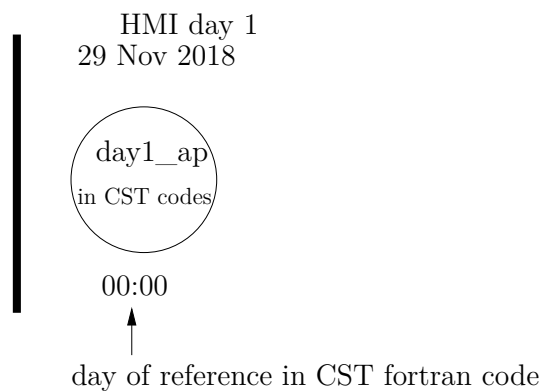 HMI day 1
29 Nov 2018
day1_ap
in CST codes
00:00
day of reference in CST fortran code